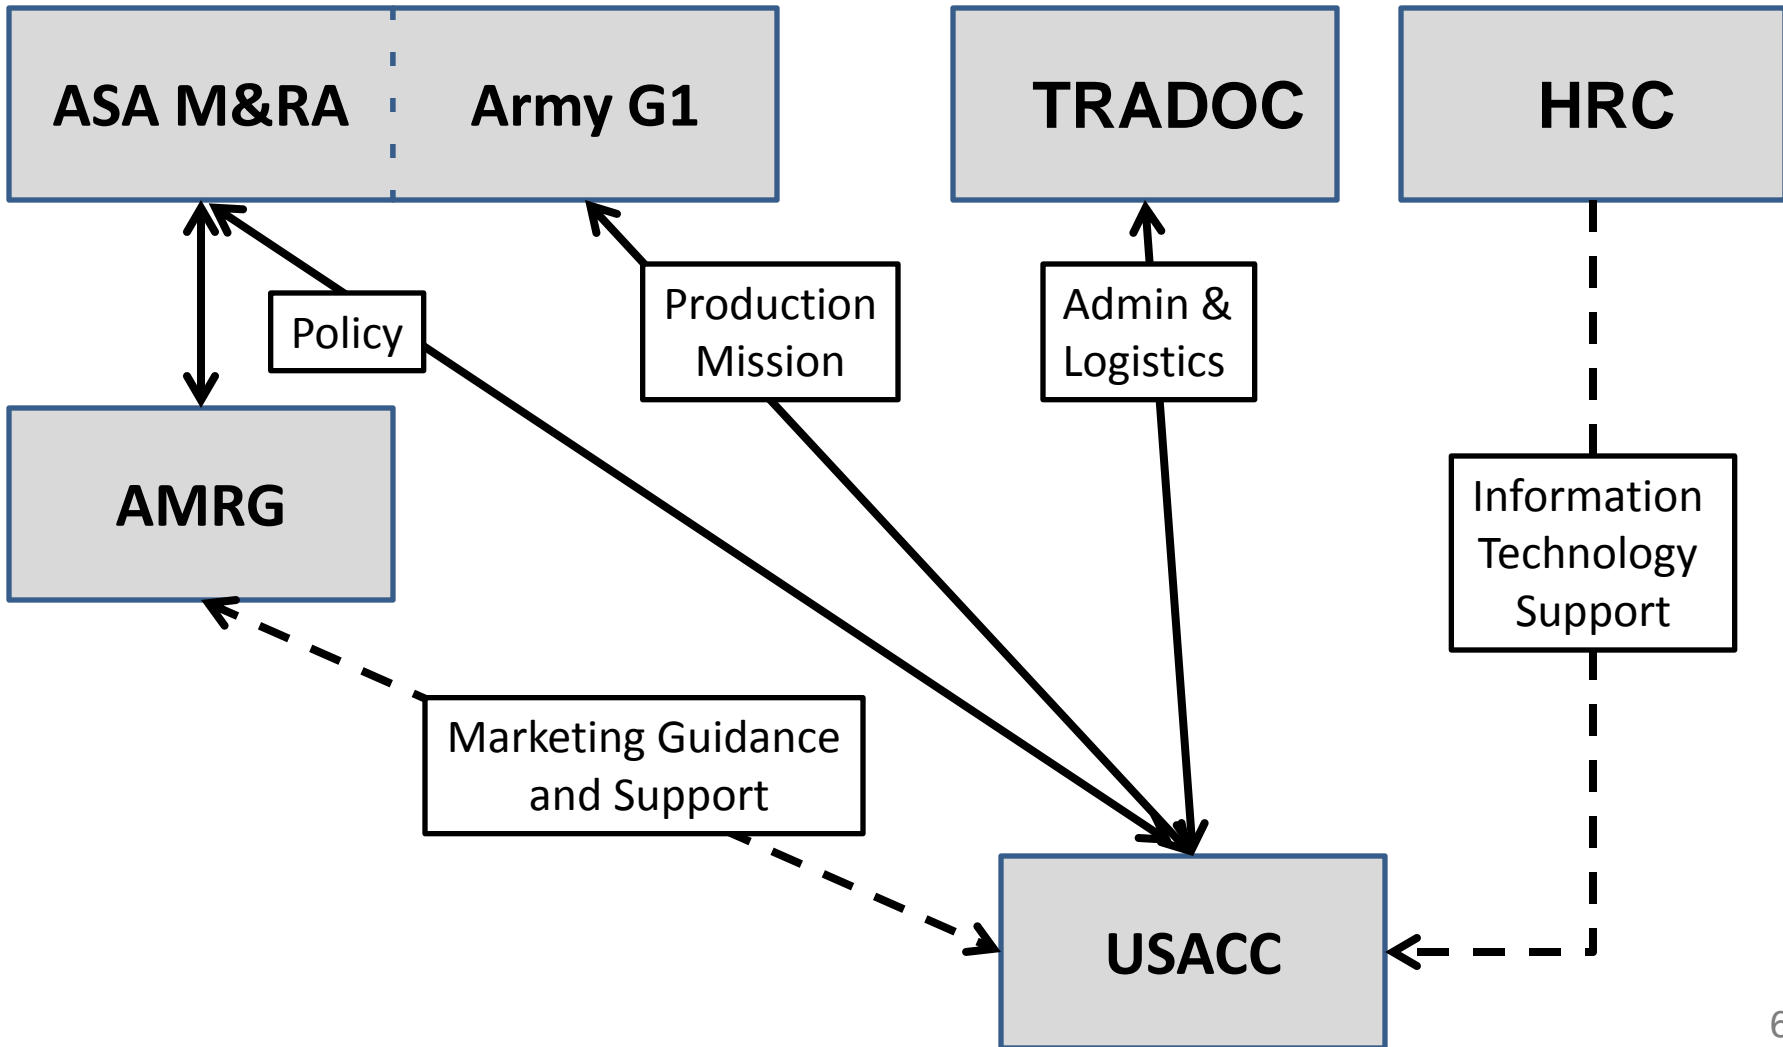 ASA M&RA
Army G1
TRADOC
HRC
Policy
Production
Mission
Admin &
Logistics
AMRG
Information
Technology
Support
Marketing Guidance
and Support
USACC
6